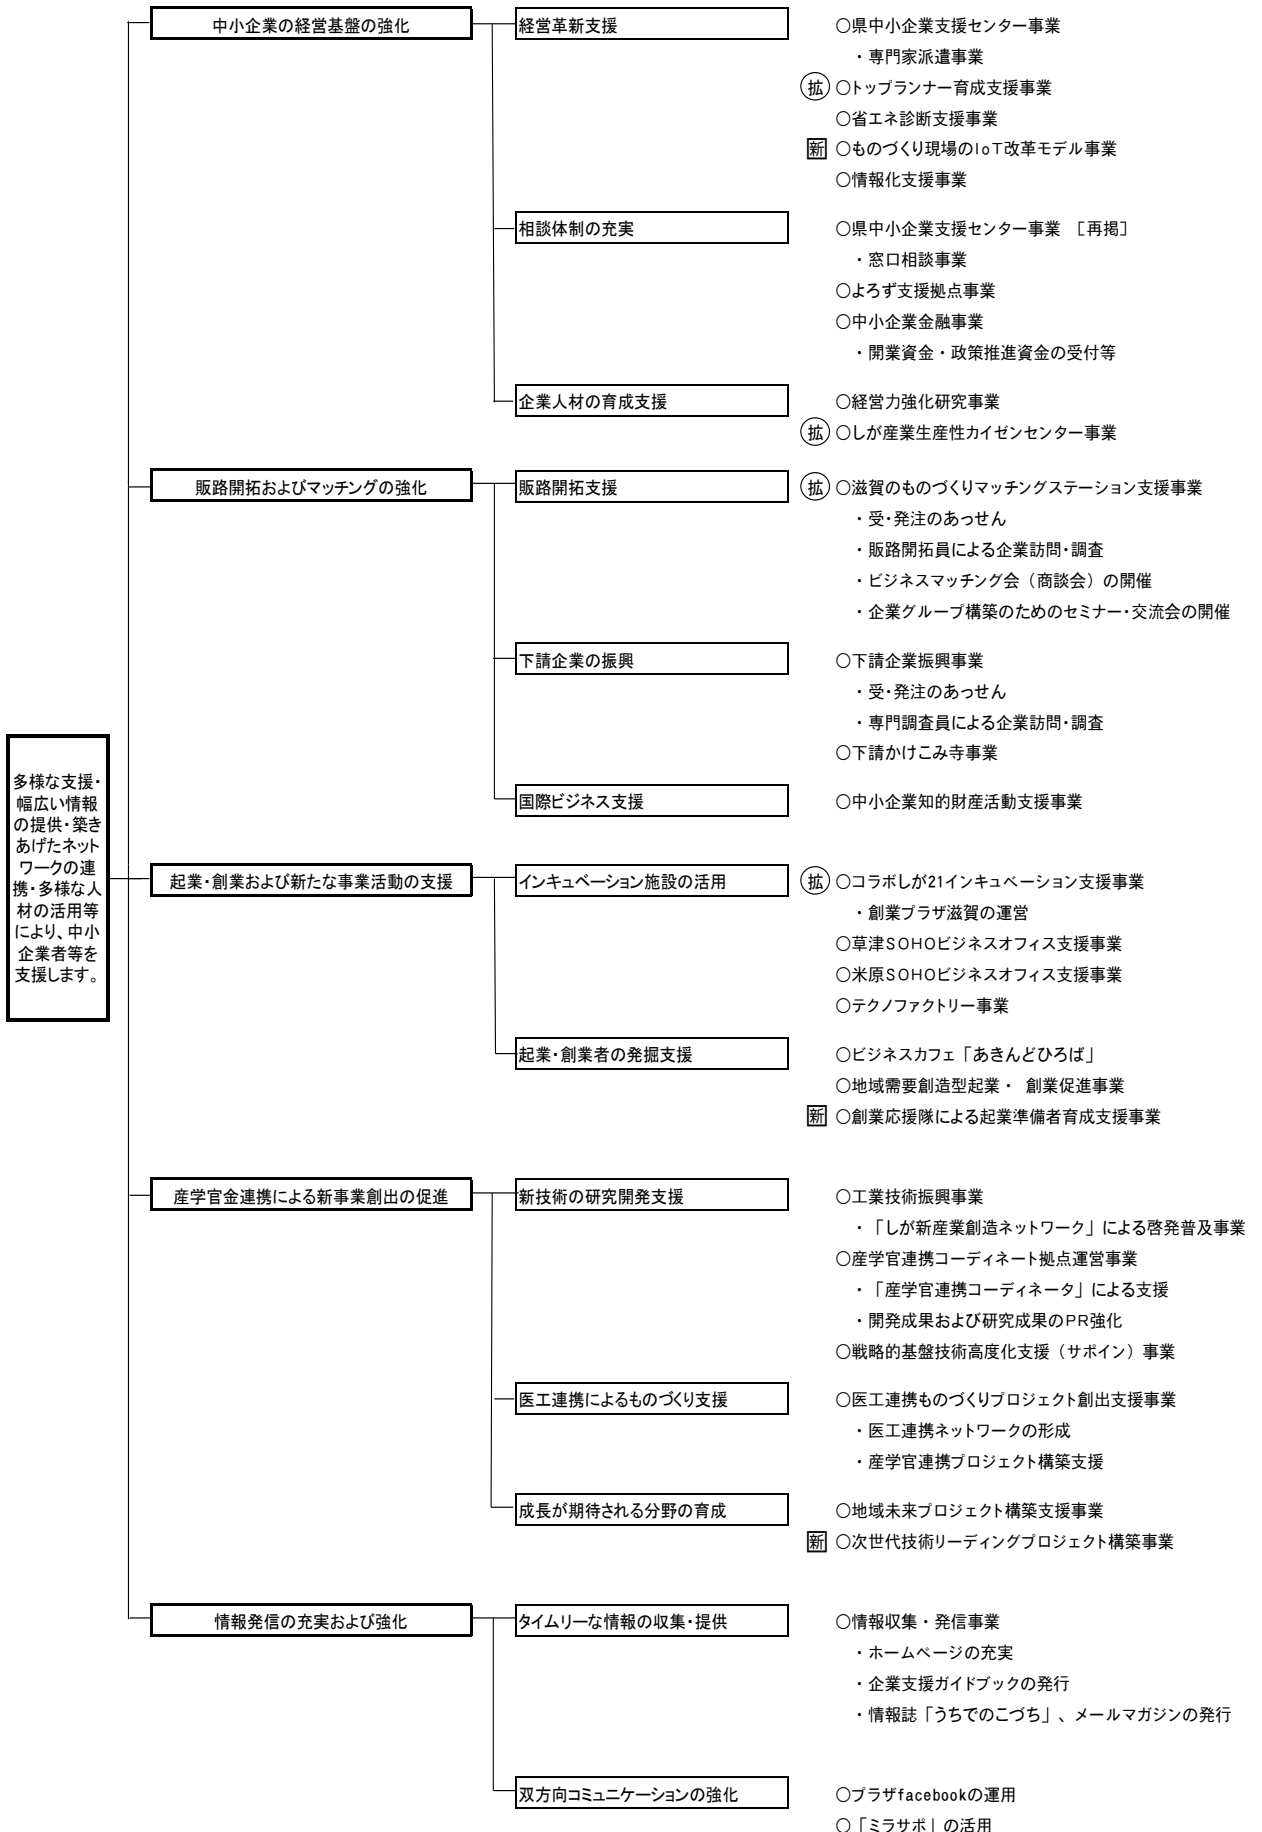 中小企業の経営基盤の強化
経営革新支援
○県中小企業支援センター事業
・専門家派遣事業
拡 ○トップランナー育成支援事業
○省エネ診断支援事業
新 ○ものづくり現場のIoT改革モデル事業
○情報化支援事業
相談体制の充実
○県中小企業支援センター事業 [再掲]
・窓口相談事業
○よろず支援拠点事業
○中小企業金融事業
・開業資金・政策推進資金の受付等
企業人材の育成支援
○経営力強化研究事業
拡 ○しが産業生産性カイゼンセンター事業
販路開拓およびマッチングの強化
販路開拓支援
拡 ○滋賀のものづくりマッチングステーション支援事業
・受・発注のあっせん
・販路開拓員による企業訪問・調査
・ビジネスマッチング会(商談会)の開催
・企業グループ構築のためのセミナー・交流会の開催
下請企業の振興
○下請企業振興事業
・受・発注のあっせん
・専門調査員による企業訪問・調査
○下請かけこみ寺事業
国際ビジネス支援
○中小企業知的財産活動支援事業
多様な支援・
幅広い情報
の提供・築き
あげたネット
ワークの連
携・多様な人
材の活用等
により、中小
企業者等を
支援します。
起業・創業および新たな事業活動の支援
インキュベーション施設の活用
拡 ○コラボしが21インキュベーション支援事業
・創業プラザ滋賀の運営
○草津SOHOビジネスオフィス支援事業
○米原SOHOビジネスオフィス支援事業
○テクノファクトリー事業
起業・創業者の発掘支援
○ビジネスカフェ「あきんどひろば」
○地域需要創造型起業・ 創業促進事業
新 ○創業応援隊による起業準備者育成支援事業
産学官金連携による新事業創出の促進
新技術の研究開発支援
○工業技術振興事業
・「しが新産業創造ネットワーク」による啓発普及事業
○産学官連携コーディネート拠点運営事業
・「産学官連携コーディネータ」による支援
・開発成果および研究成果のPR強化
○戦略的基盤技術高度化支援(サポイン)事業
医工連携によるものづくり支援
○医工連携ものづくりプロジェクト創出支援事業
・医工連携ネットワークの形成
・産学官連携プロジェクト構築支援
成長が期待される分野の育成
○地域未来プロジェクト構築支援事業
新 ○次世代技術リーディングプロジェクト構築事業
情報発信の充実および強化
タイムリーな情報の収集・提供
○情報収集・発信事業
・ホームページの充実
・企業支援ガイドブックの発行
・情報誌「うちでのこづち」、メールマガジンの発行
双方向コミュニケーションの強化
○プラザfacebookの運用
○「ミラサポ」の活用